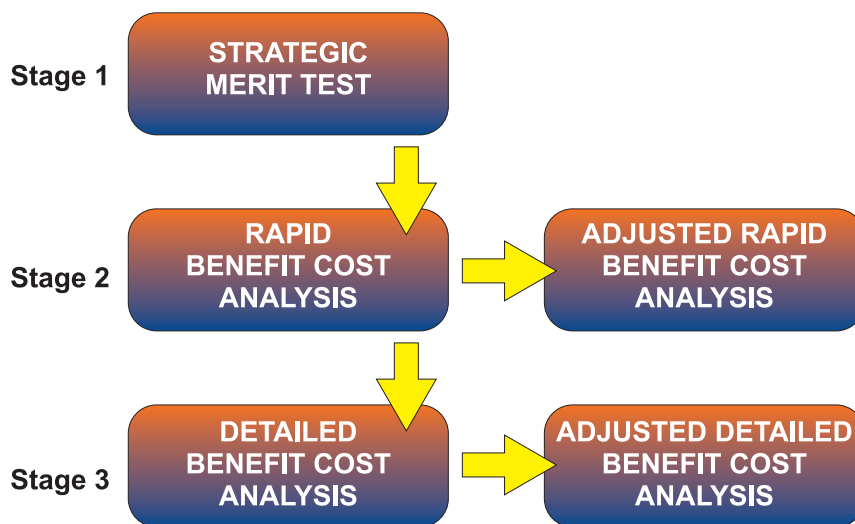 Stage 1
STRATEGIC
MERIT TEST
Stage 2
RAPID
BENEFIT COST
ANALYSIS
ADJUSTED RAPID
BENEFIT COST
ANALYSIS
Stage 3
DETAILED
BENEFIT COST
ANALYSIS
ADJUSTED DETAILED
BENEFIT COST
ANALYSIS